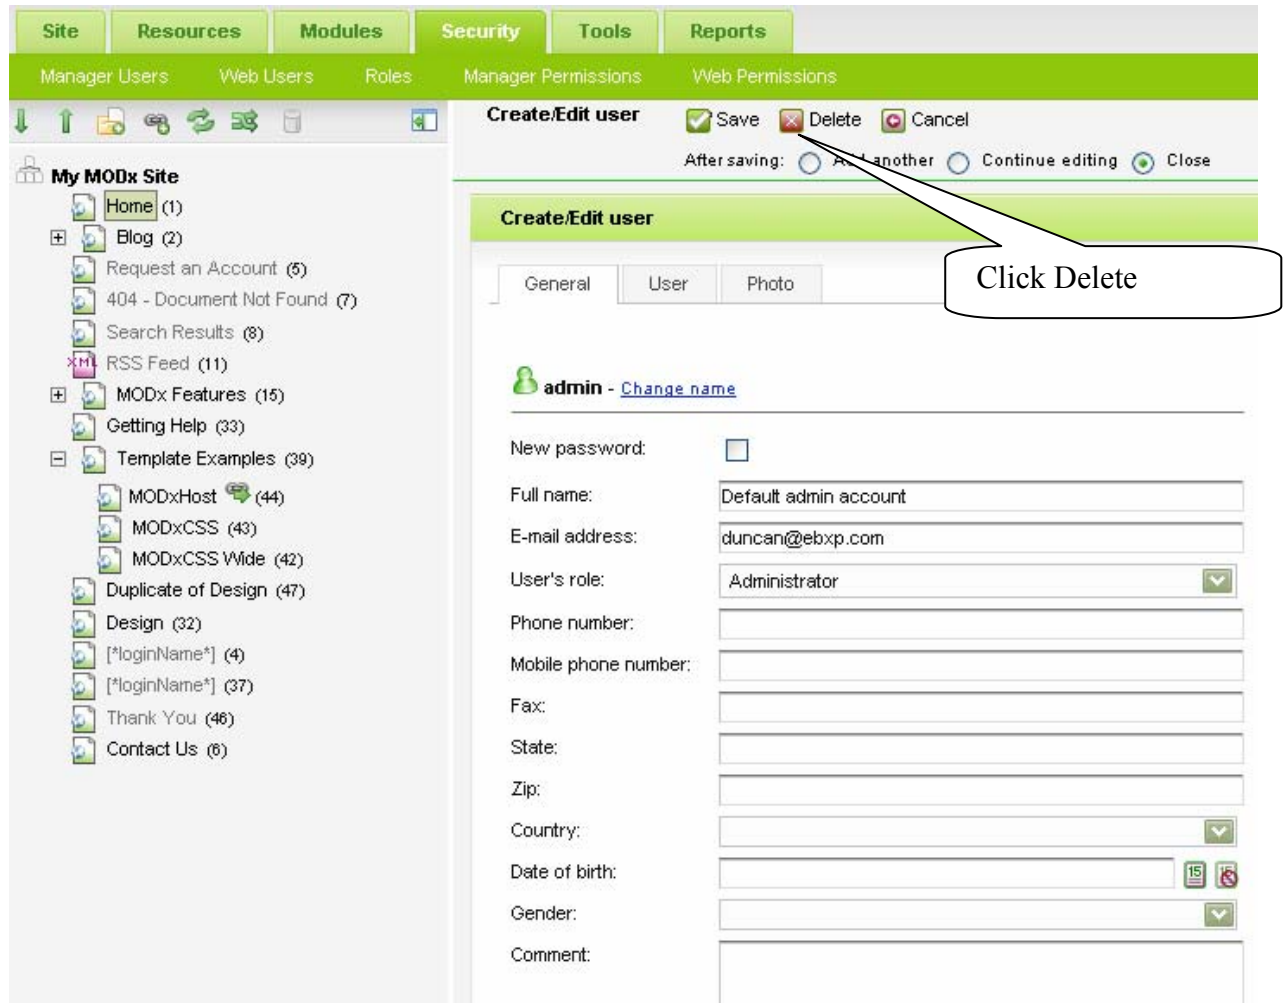 Site Resources Modules Security Tools Reports
Manager Users Web Users Roles Manager Permissions Web Permissions
Create/Edit user Save Delete Cancel
After saving: Add another Continue editing Close
My MODx Site
Home (1)
Blog (2)
Request an Account (5)
404 - Document Not Found (7)
Search Results (8)
XML RSS Feed (11)
MODx Features (15)
Getting Help (33)
Template Examples (39)
MODxHost (44)
MODxCSS (43)
MODxCSS Wide (42)
Duplicate of Design (47)
Design (32)
[*loginName*] (4)
[*loginName*] (37)
Thank You (46)
Contact Us (6)
Create/Edit user
Click Delete
General User Photo
admin - Change name
New password:
Full name: Default admin account
E-mail address: duncan@ebxp.com
User's role: Administrator
Phone number:
Mobile phone number:
Fax:
State:
Zip:
Country:
Date of birth: 15 15
Gender:
Comment: